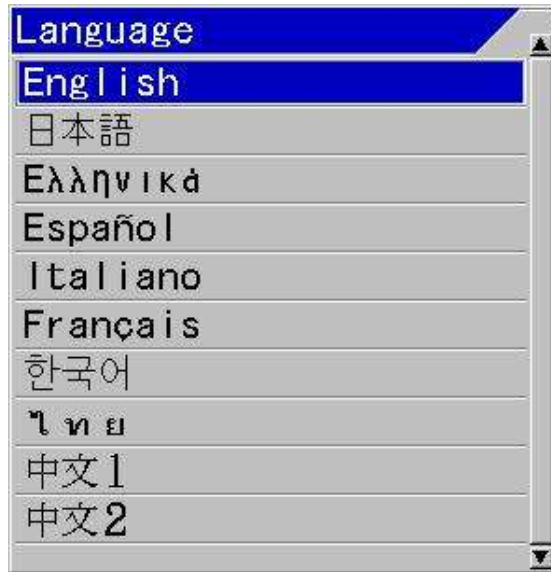 Language
English
日本語
Ελληνικά
Español
Italiano
Français
한국어
ไทย
中文1
中文2